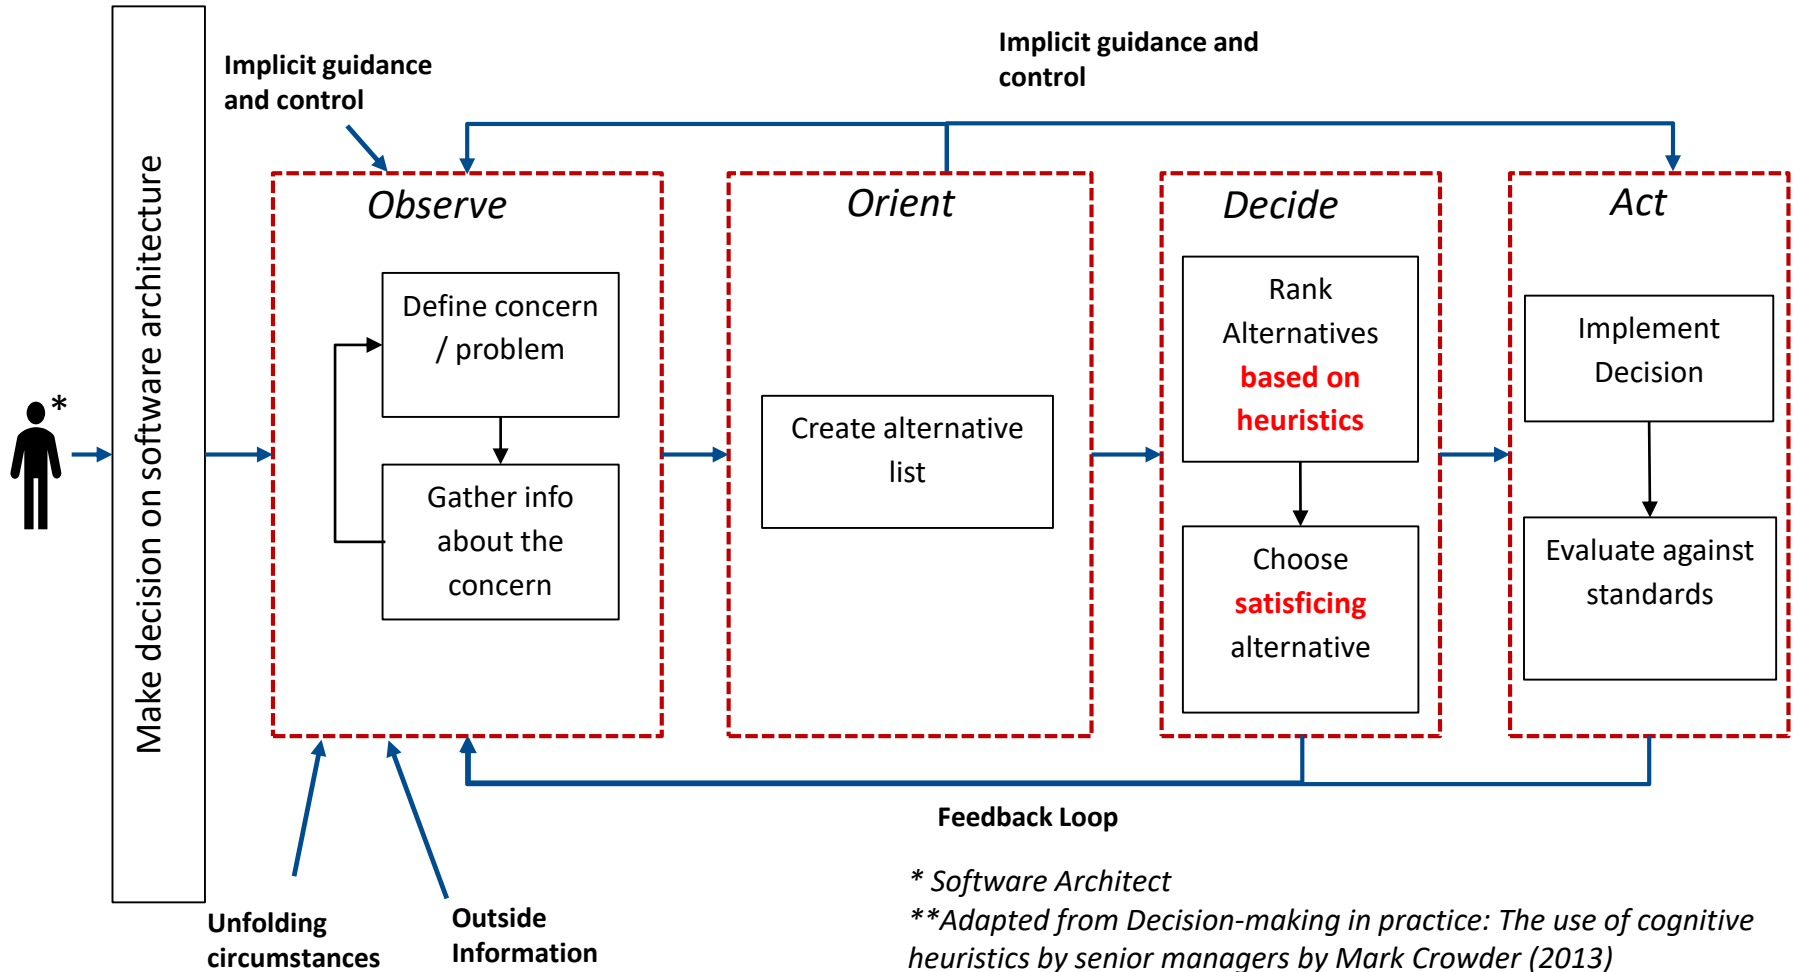 Make decision on software architecture
Implicit guidance
and control
Implicit guidance and
control
Observe
Orient
Decide
Act
Define concern
/ problem
Gather info
about the
concern
Create alternative
list
Rank
Alternatives
based on
heuristics
Choose
satisficing
alternative
Implement
Decision
Evaluate against
standards
*
Feedback Loop
Unfolding
circumstances
Outside
Information
* Software Architect
**Adapted from Decision-making in practice: The use of cognitive
heuristics by senior managers by Mark Crowder (2013)